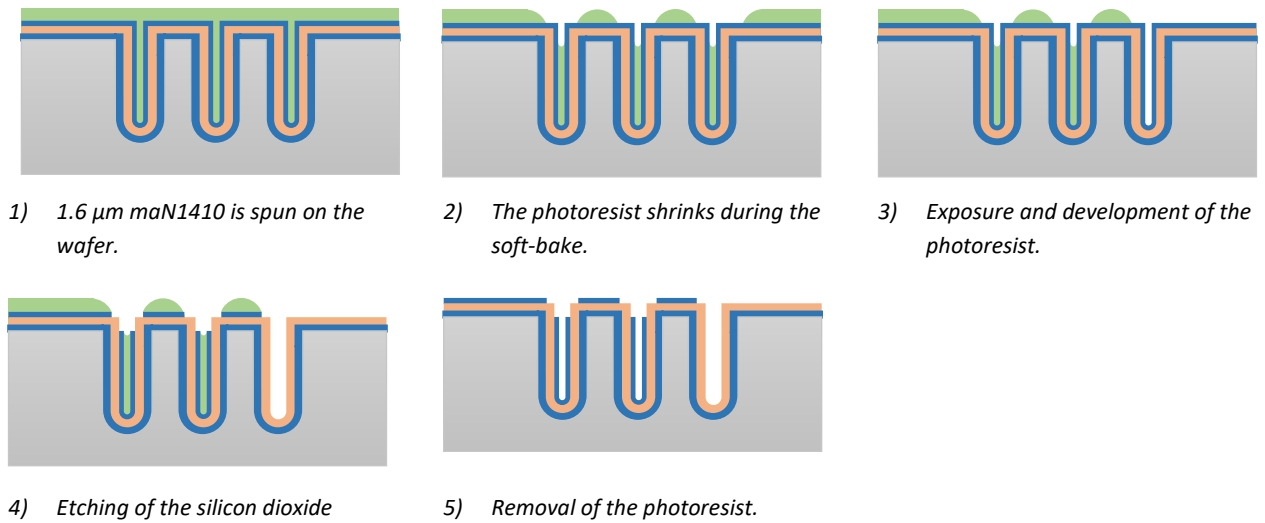 1) 1.6 μm maN1410 is spun on the
wafer.
2) The photoresist shrinks during the
soft-bake.
3) Exposure and development of the
photoresist.
4) Etching of the silicon dioxide
5) Removal of the photoresist.